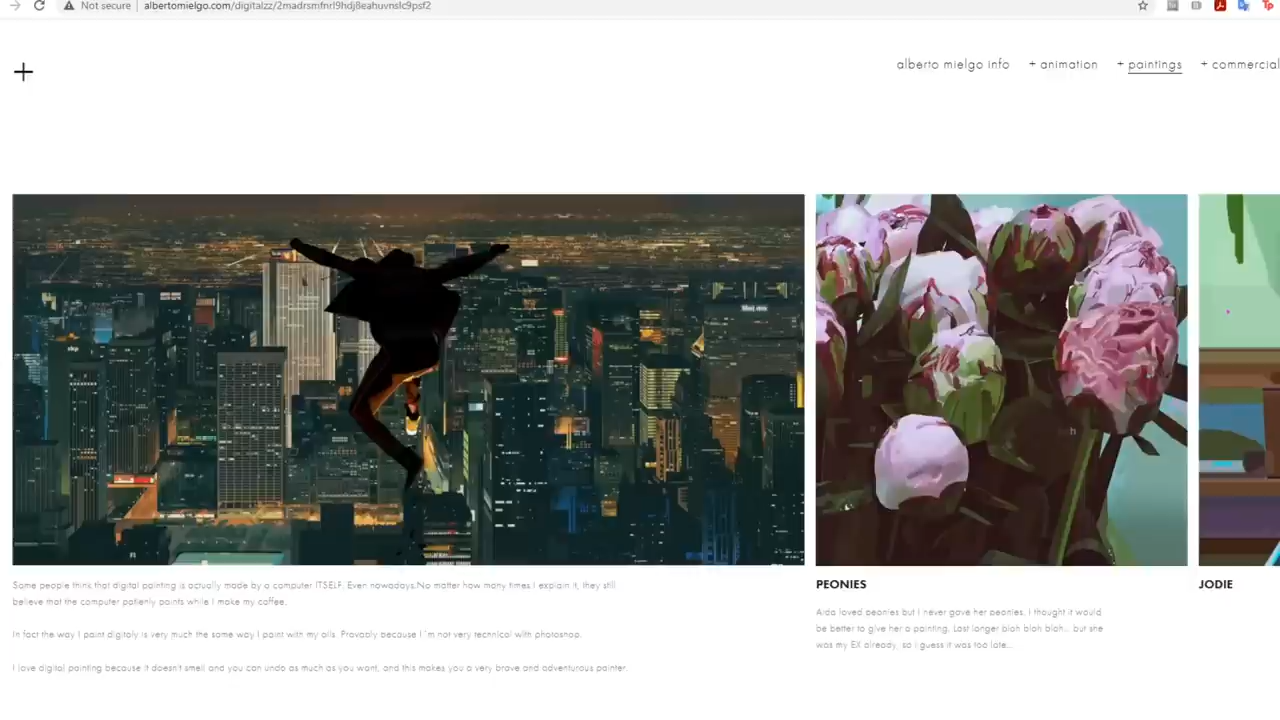 Not secure
albertomielgo.com/digitalzz/2madrsmfnrl9hdj8eahuvnslc9psf2
+
alberto mielgo info + animation + paintings + commercial
Some people think that digital painting is actually made by a computer ITSELF. Even nowadays.No matter how many times I explain it, they still
believe that the computer patienly paints while I make my coffee.
In fact the way I paint digitaly is very much the same way I paint with my oils. Provably because I´m not very technical with photoshop.
I love digital painting because it doesn't smell and you can undo as much as you want, and this makes you a very brave and adventurous painter.
PEONIES
Aida loved peonies but I never gave her peonies, I thought it would
be better to give her a painting. Last longer blah blah blah... but she
was my EX already, so i guess it was too late...
JODIE